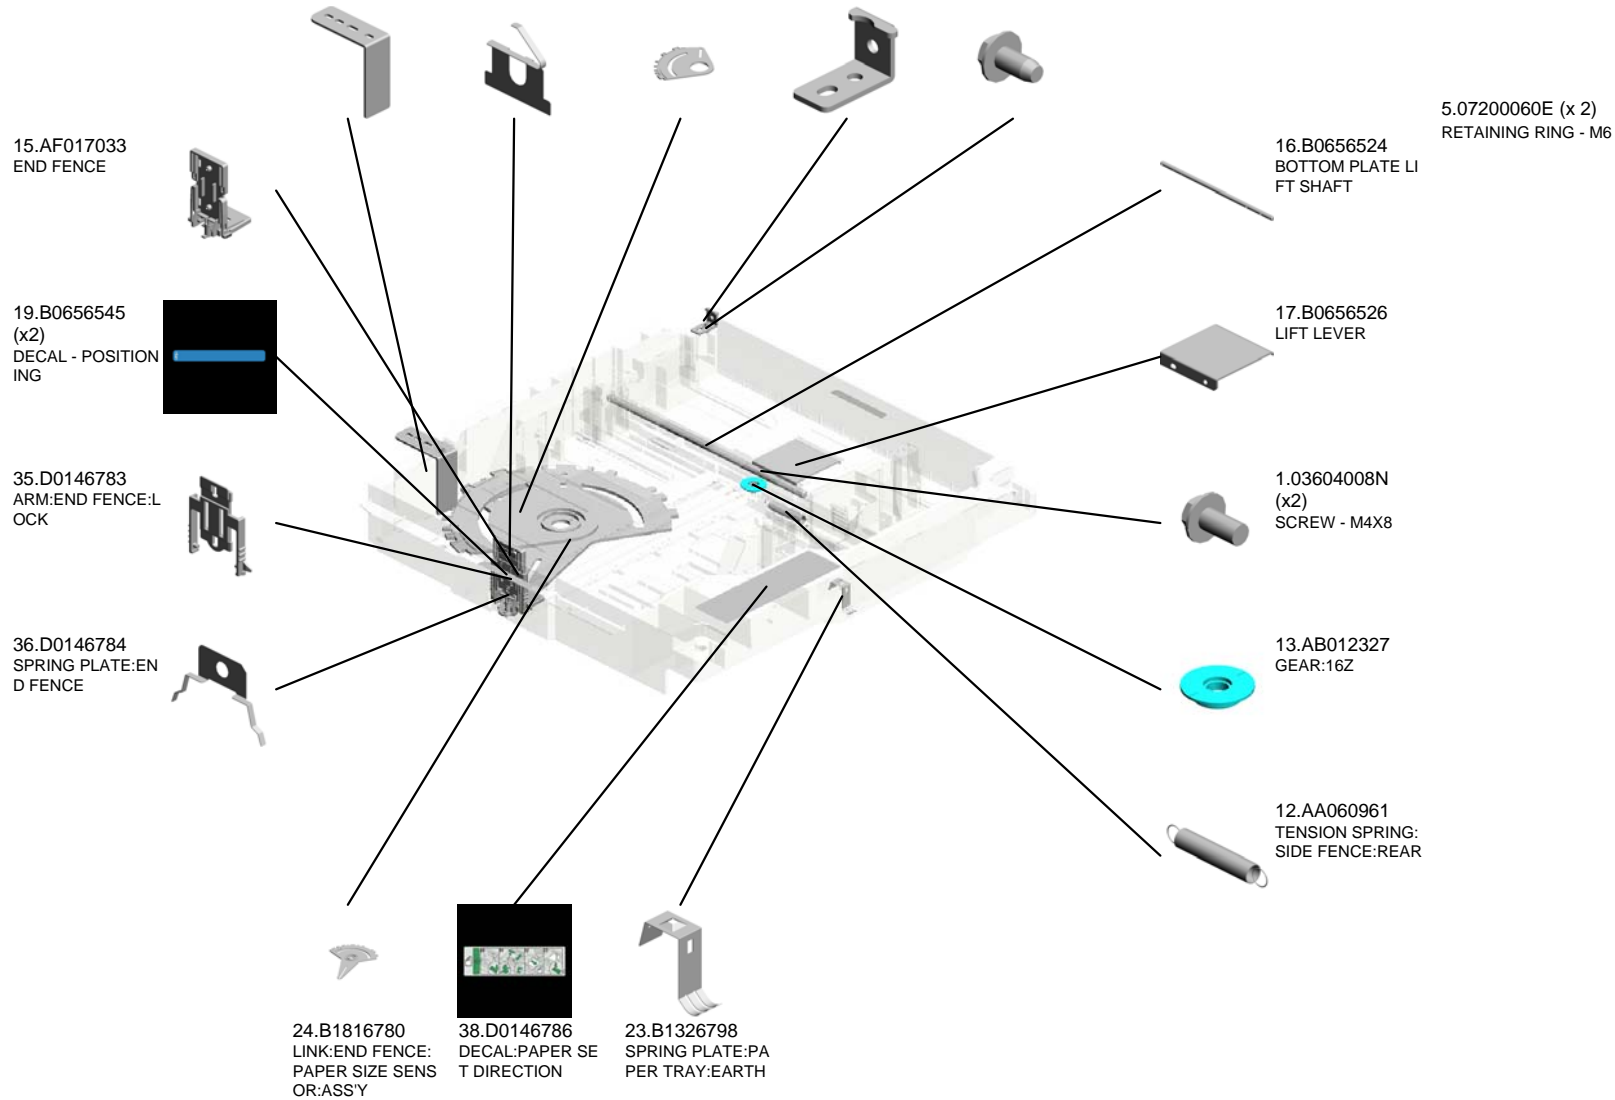 5.07200060E (x 2)
RETAINING RING - M6
15.AF017033
END FENCE
16.B0656524
BOTTOM PLATE LI
FT SHAFT
19.B0656545
(x2)
DECAL - POSITION
ING
17.B0656526
LIFT LEVER
35.D0146783
ARM:END FENCE:L
OCK
1.03604008N
(x2)
SCREW - M4X8
36.D0146784
SPRING PLATE:EN
D FENCE
13.AB012327
GEAR:16Z
12.AA060961
TENSION SPRING:
SIDE FENCE:REAR
24.B1816780
LINK:END FENCE:
PAPER SIZE SENS
OR:ASS'Y
38.D0146786
DECAL:PAPER SE
T DIRECTION
23.B1326798
SPRING PLATE:PA
PER TRAY:EARTH